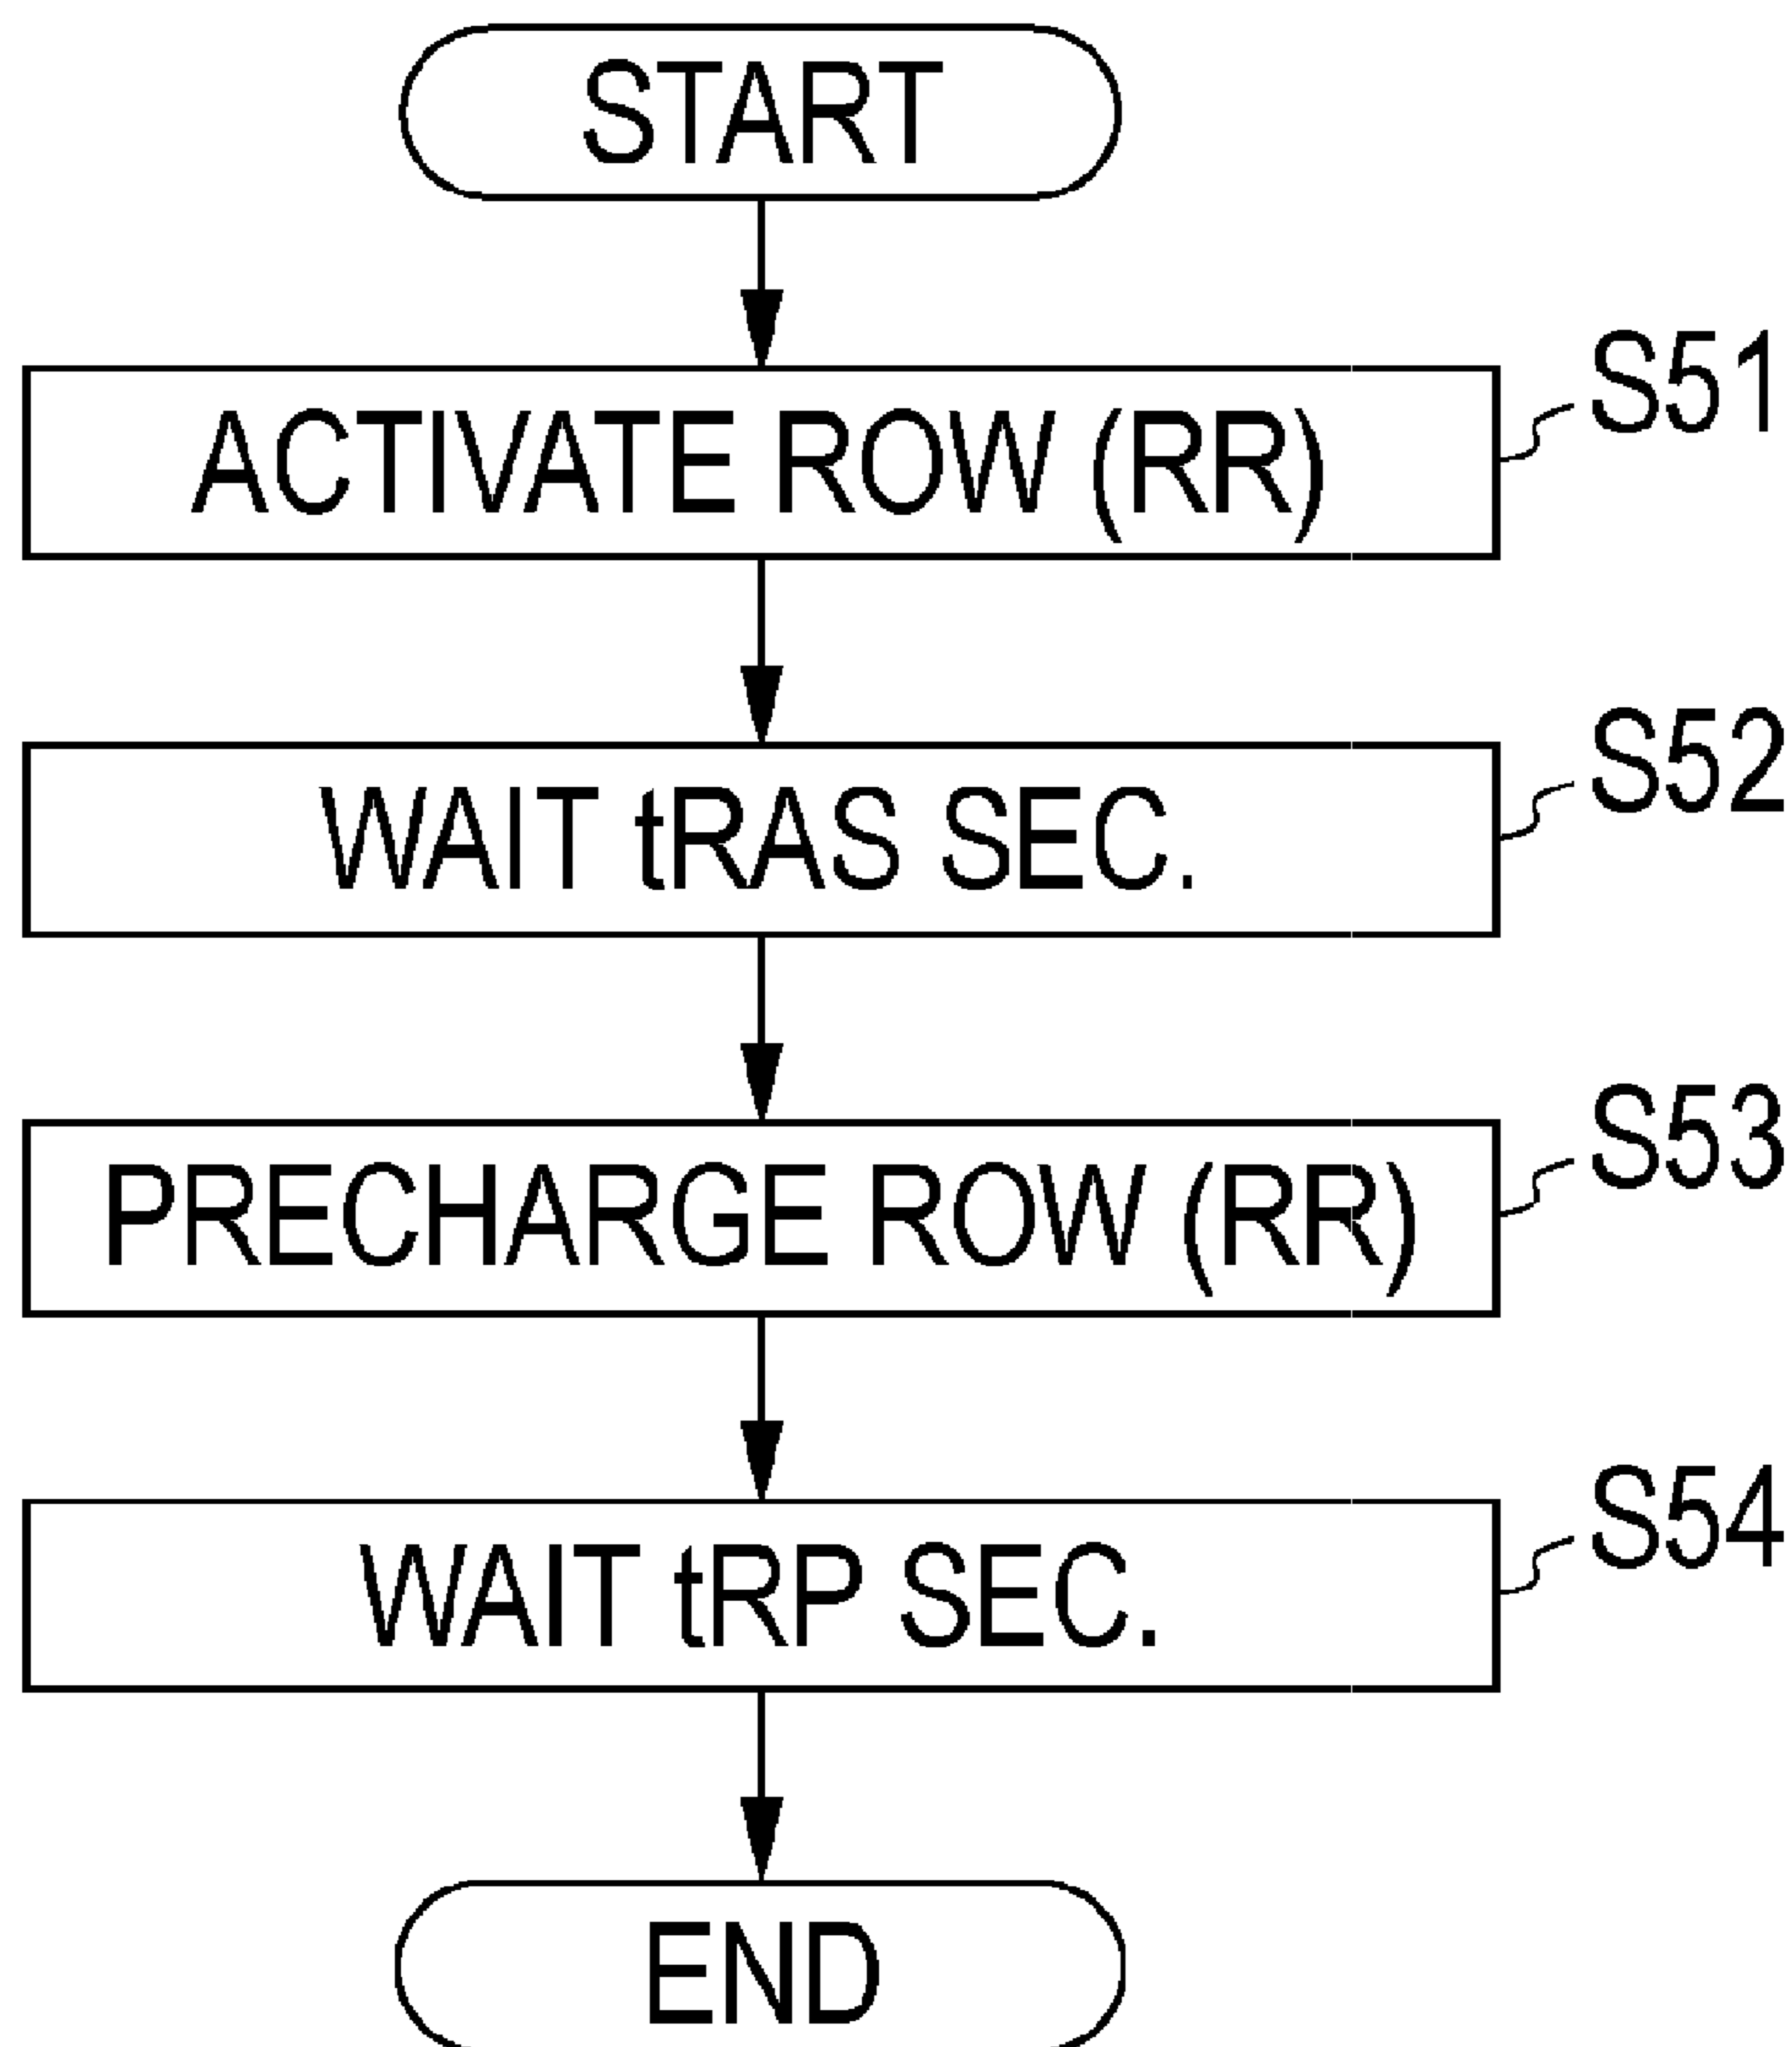 START
ACTIVATE ROW (RR)
S51
WAIT tRAS SEC.
S52
PRECHARGE ROW (RR)
S53
WAIT tRP SEC.
S54
END